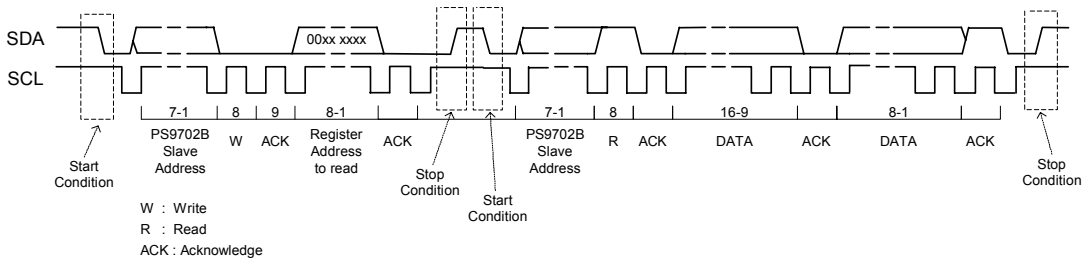 SDA
00xx xxxx
SCL
7-1 8 9 8-1 7-1 8 16-9 8-1
PS9702B Slave Address
W
ACK
Register Address to read
ACK
PS9702B Slave Address
R
ACK
DATA
ACK
DATA
ACK
Start Condition
Stop Condition
Start Condition
Stop Condition
W : Write
R : Read
ACK : Acknowledge